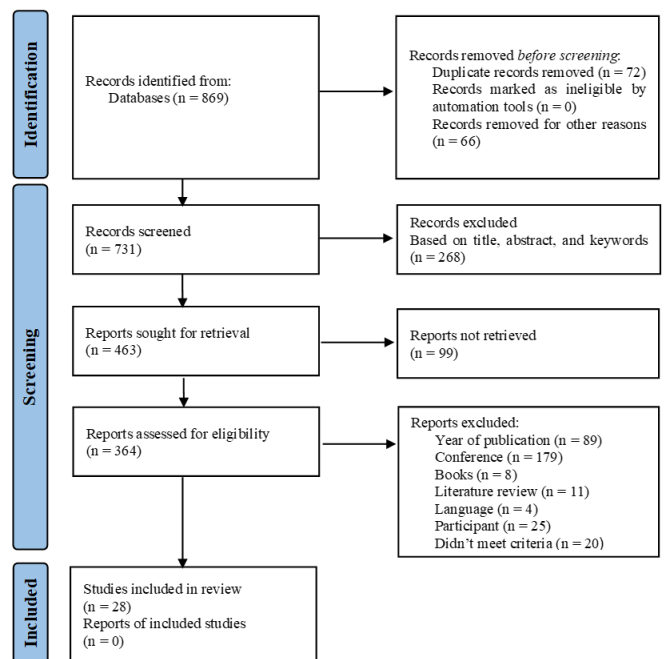 Identification
Records identified from:
Databases (n = 869)
Records removed before screening:
Duplicate records removed (n = 72)
Records marked as ineligible by
automation tools (n = 0)
Records removed for other reasons
(n = 66)
Screening
Records screened
(n = 731)
Records excluded
Based on title, abstract, and keywords
(n = 268)
Reports sought for retrieval
(n = 463)
Reports not retrieved
(n = 99)
Reports assessed for eligibility
(n = 364)
Reports excluded:
Year of publication (n = 89)
Conference (n = 179)
Books (n = 8)
Literature review (n = 11)
Language (n = 4)
Participant (n = 25)
Didn't meet criteria (n = 20)
Included
Studies included in review
(n = 28)
Reports of included studies
(n = 0)